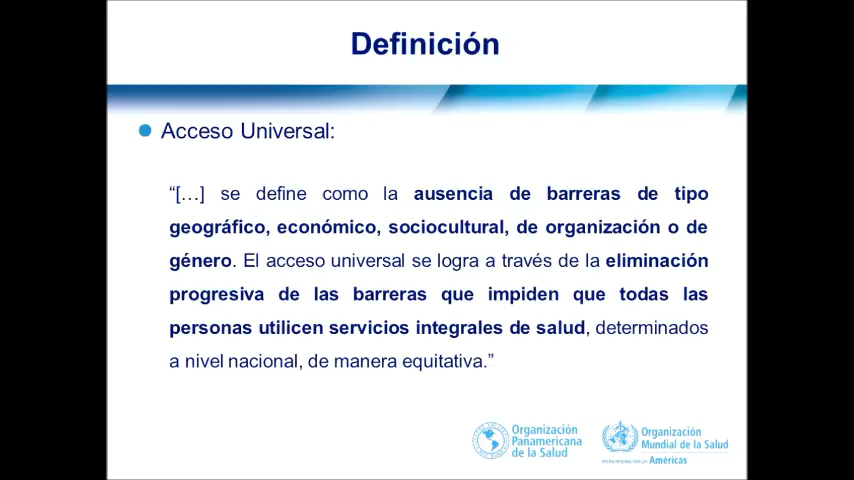 Definición
Acceso Universal:
“[…] se define como la ausencia de barreras de tipo
geográfico, económico, sociocultural, de organización o de
género. El acceso universal se logra a través de la eliminación
progresiva de las barreras que impiden que todas las
personas utilicen servicios integrales de salud, determinados
a nivel nacional, de manera equitativa.”
Organización
Panamericana
de la Salud
Organización
Mundial de la Salud
Américas